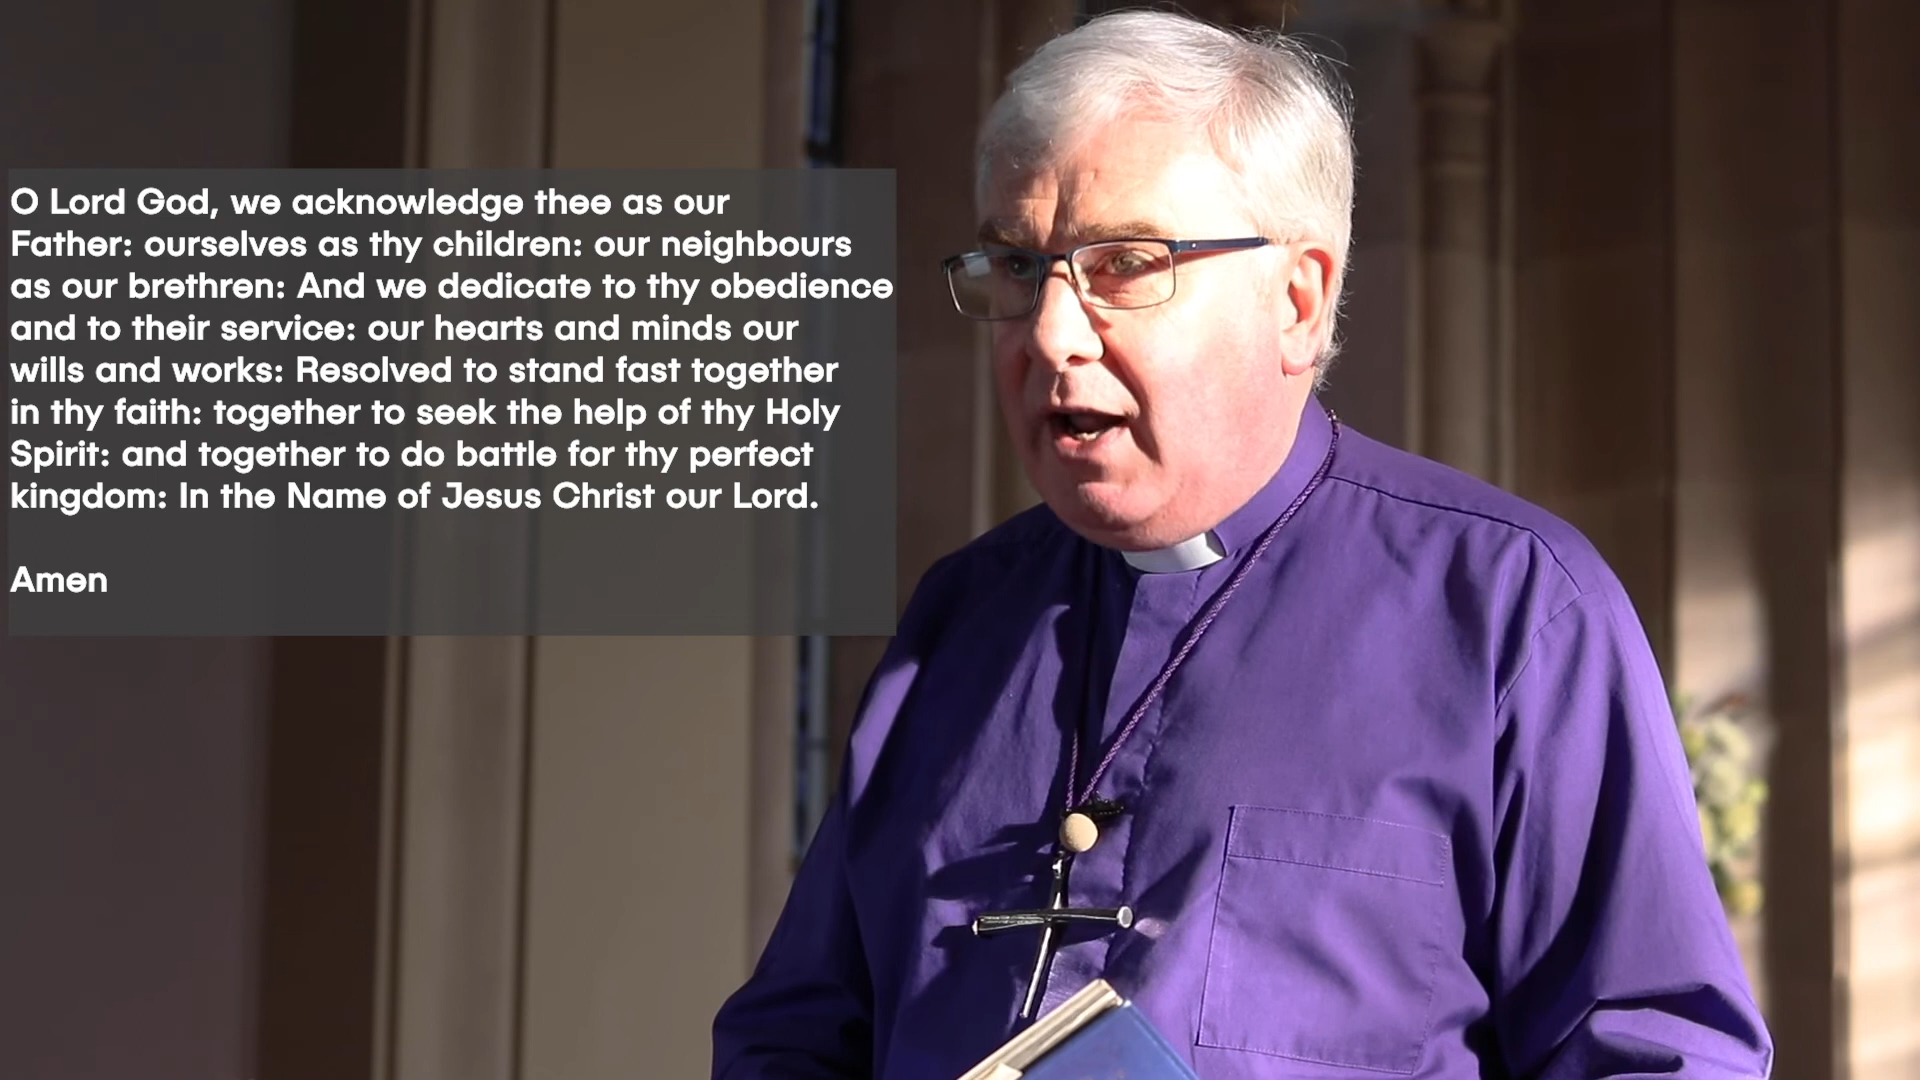 O Lord God, we acknowledge thee as our
Father: ourselves as thy children: our neighbours
as our brethren: And we dedicate to thy obedience
and to their service: our hearts and minds our
wills and works: Resolved to stand fast together
in thy faith: together to seek the help of thy Holy
Spirit: and together to do battle for thy perfect
kingdom: In the Name of Jesus Christ our Lord.
Amen